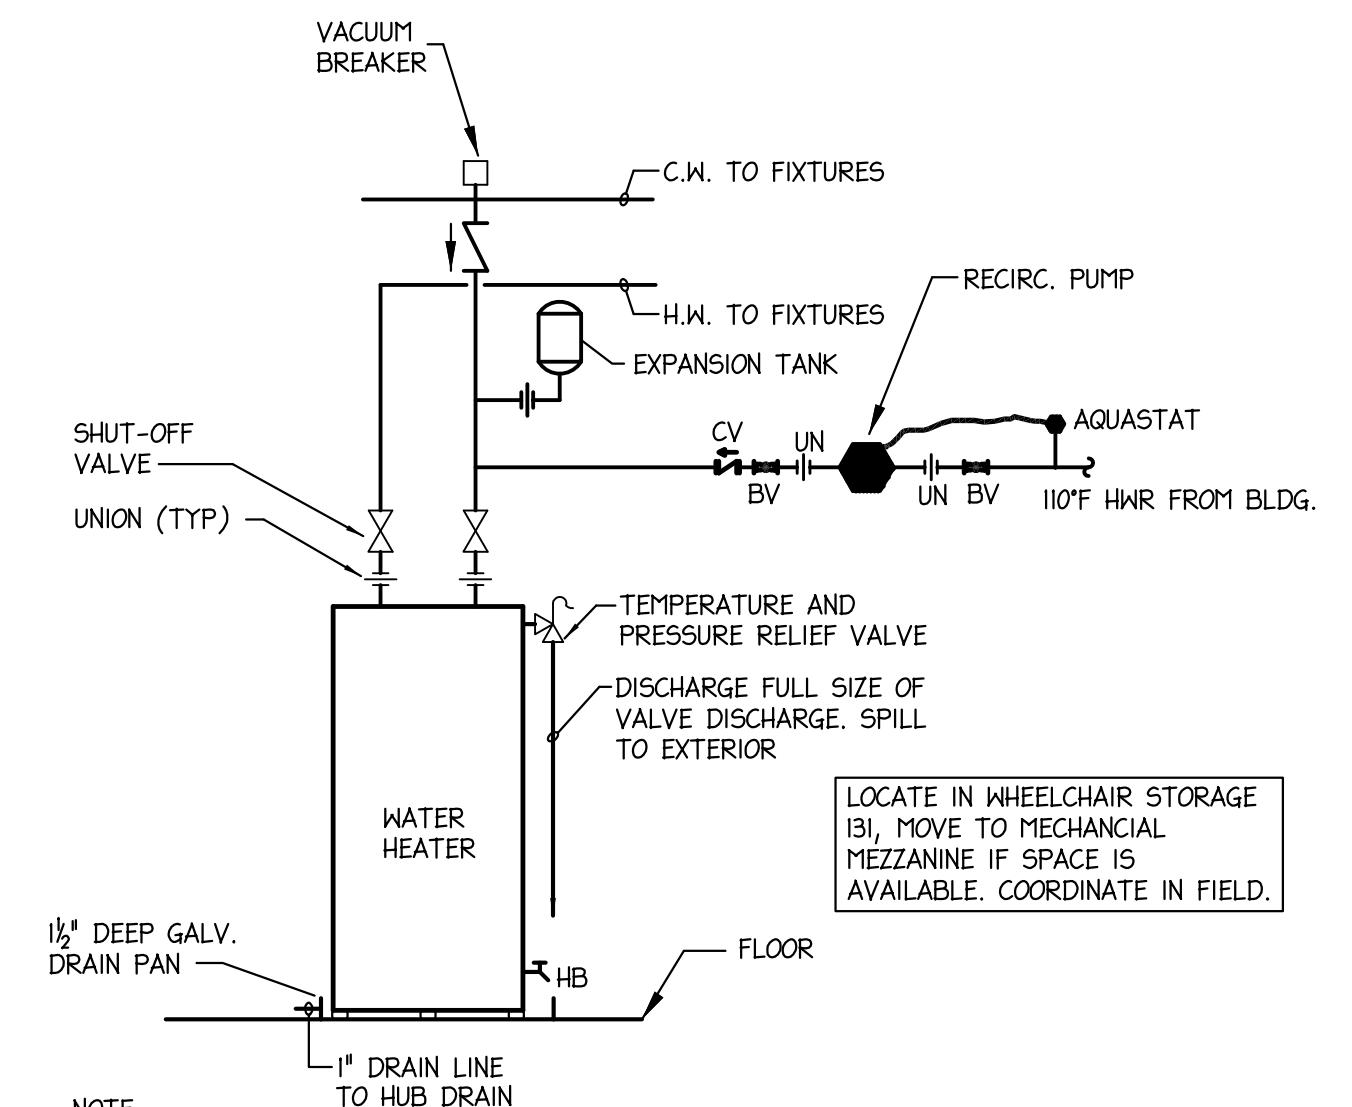 VACUUM
BREAKER
C.W. TO FIXTURES
RECIRC. PUMP
H.W. TO FIXTURES
EXPANSION TANK
SHUT-OFF
VALVE
UNION (TYP)
CV
UN
AQUASTAT
BV
UN
BV
110°F HWR FROM BLDG.
TEMPERATURE AND
PRESSURE RELIEF VALVE
DISCHARGE FULL SIZE OF
VALVE DISCHARGE. SPILL
TO EXTERIOR
WATER
HEATER
LOCATE IN WHEELCHAIR STORAGE
131, MOVE TO MECHANCIAL
MEZZANINE IF SPACE IS
AVAILABLE. COORDINATE IN FIELD.
1½" DEEP GALV.
DRAIN PAN
HB
FLOOR
1" DRAIN LINE
TO HUB DRAIN
NOTE